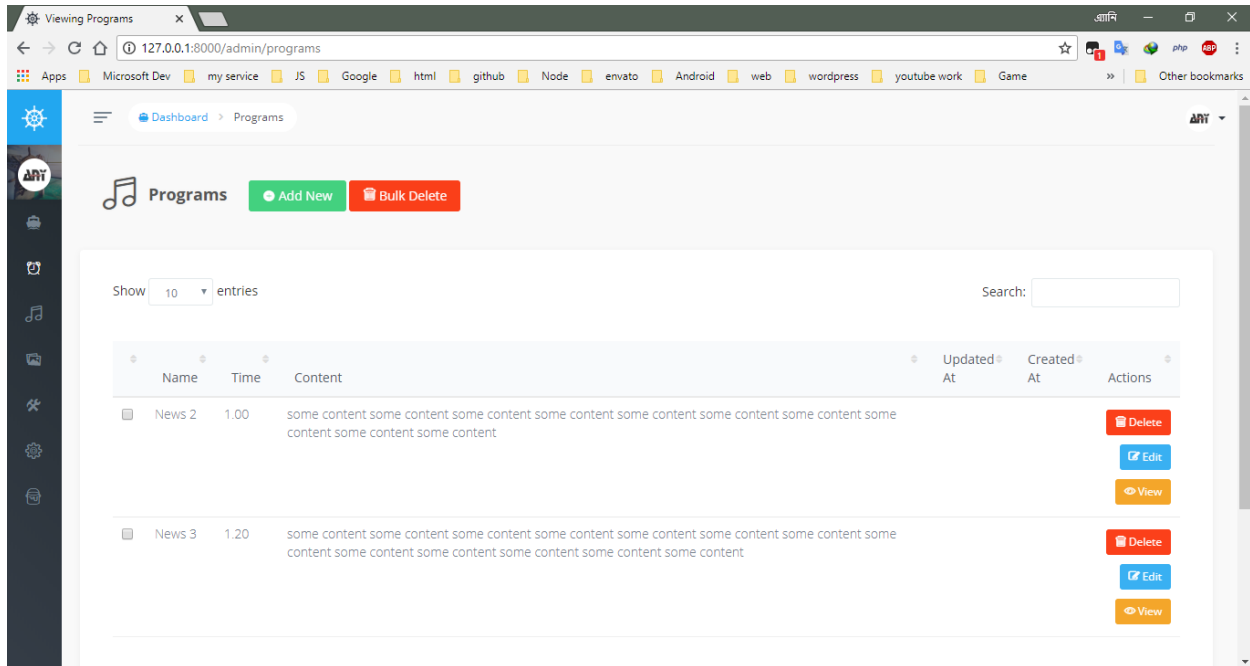 Viewing Programs
এ্যানি
127.0.0.1:8000/admin/programs
1
php
ABP
Apps Microsoft Dev my service JS Google html github Node envato Android web wordpress youtube work Game » Other bookmarks
Dashboard > Programs
ANY
ANY
Programs
Add New
Bulk Delete
Show 10 entries
Search:
Name Time Content Updated At Created At Actions
News 2 1.00 some content some content some content some content some content some content some content some
content some content some content
Delete
Edit
View
News 3 1.20 some content some content some content some content some content some content some content some
content some content some content some content some content some content
Delete
Edit
View